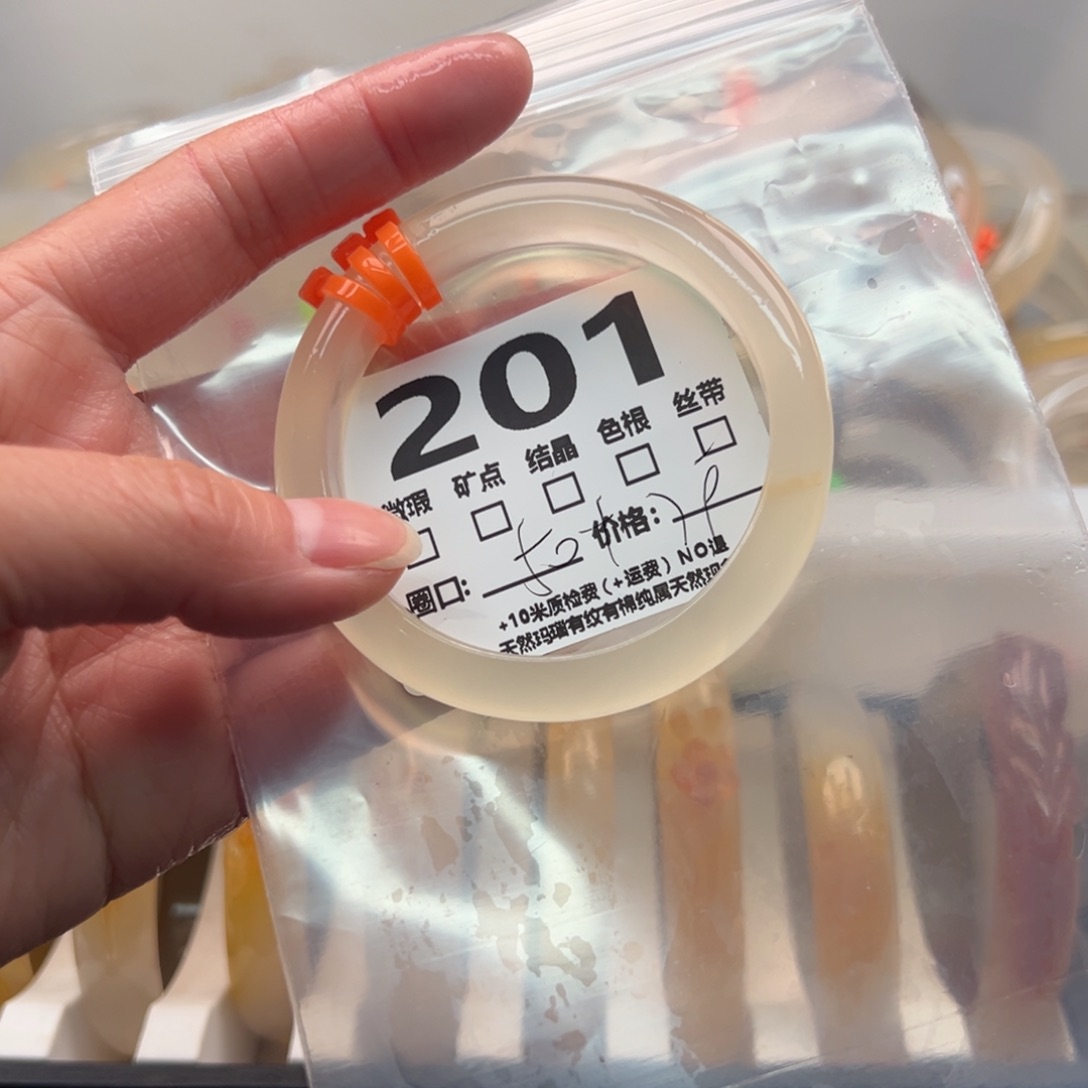 201
微瑕 矿点 结晶 色根 丝带
圈口: 价格:
+10米质检费(+运费)NO退
天然玛瑙有纹有棉纯属天然现